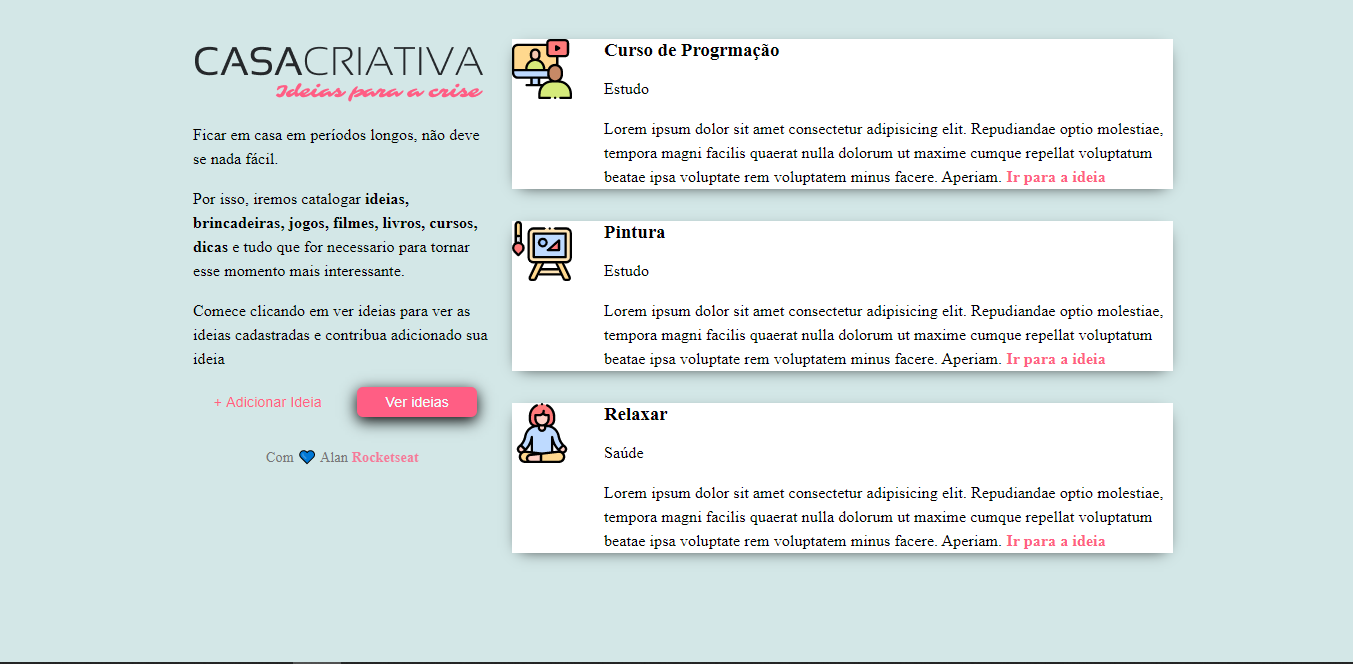 CASACRIATIVA
Ideias para a crise
Ficar em casa em períodos longos, não deve
se nada fácil.
Por isso, iremos catalogar ideias,
brincadeiras, jogos, filmes, livros, cursos,
dicas e tudo que for necessario para tornar
esse momento mais interessante.
Comece clicando em ver ideias para ver as
ideias cadastradas e contribua adicionado sua
ideia
+ Adicionar Ideia
Ver ideias
Com 💙 Alan Rocketseat
Curso de Progrmação
Estudo
Lorem ipsum dolor sit amet consectetur adipisicing elit. Repudiandae optio molestiae,
tempora magni facilis quaerat nulla dolorum ut maxime cumque repellat voluptatum
beatae ipsa voluptate rem voluptatem minus facere. Aperiam. Ir para a ideia
Pintura
Estudo
Lorem ipsum dolor sit amet consectetur adipisicing elit. Repudiandae optio molestiae,
tempora magni facilis quaerat nulla dolorum ut maxime cumque repellat voluptatum
beatae ipsa voluptate rem voluptatem minus facere. Aperiam. Ir para a ideia
Relaxar
Saúde
Lorem ipsum dolor sit amet consectetur adipisicing elit. Repudiandae optio molestiae,
tempora magni facilis quaerat nulla dolorum ut maxime cumque repellat voluptatum
beatae ipsa voluptate rem voluptatem minus facere. Aperiam. Ir para a ideia